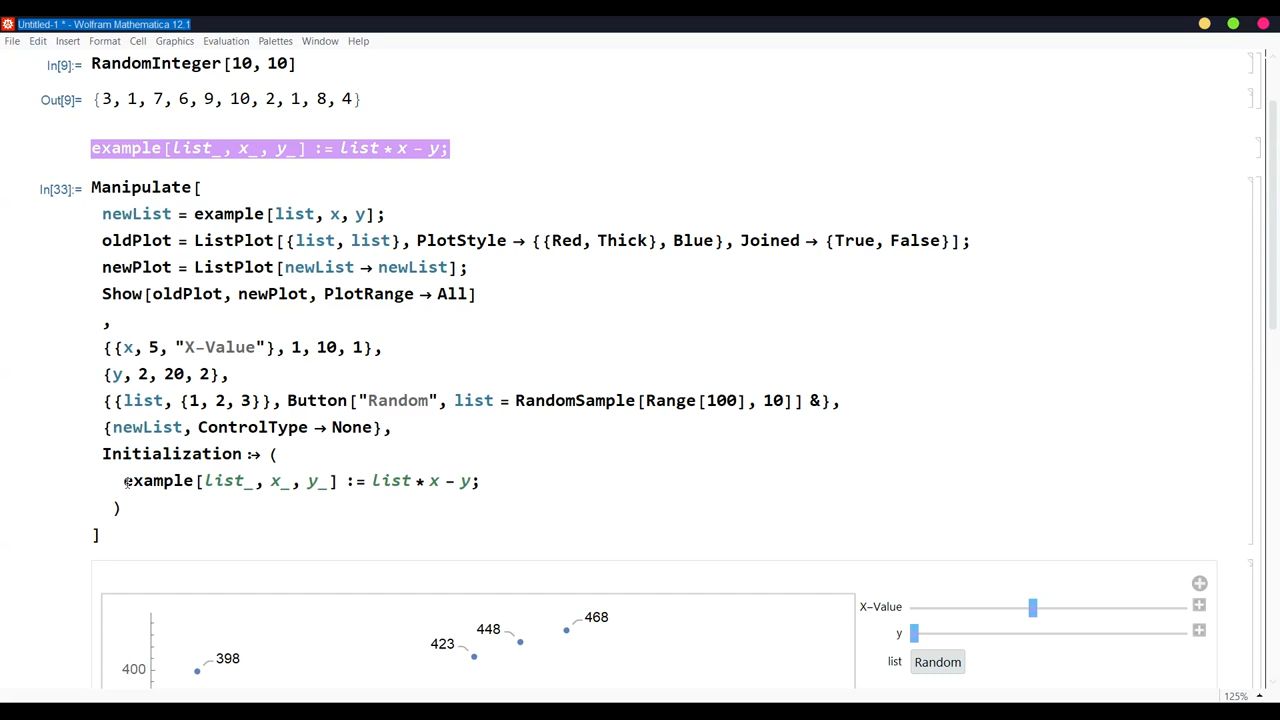 Untitled-1 * - Wolfram Mathematica 12.1
File Edit Insert Format Cell Graphics Evaluation Palettes Window Help
In[9]:= RandomInteger[10, 10]
Out[9]= {3, 1, 7, 6, 9, 10, 2, 1, 8, 4}
example[list_, x_, y_] := list * x - y;
In[33]:= Manipulate[
newList = example[list, x, y];
oldPlot = ListPlot[{list, list}, PlotStyle → {{Red, Thick}, Blue}, Joined → {True, False}];
newPlot = ListPlot[newList → newList];
Show[oldPlot, newPlot, PlotRange → All]
,
{{x, 5, "X-Value"}, 1, 10, 1},
{y, 2, 20, 2},
{{list, {1, 2, 3}}, Button["Random", list = RandomSample[Range[100], 10]] &},
{newList, ControlType → None},
Initialization :→ (
example[list_, x_, y_] := list * x - y;
)
]
X-Value
y
list Random
468
448
423
398
400
125%